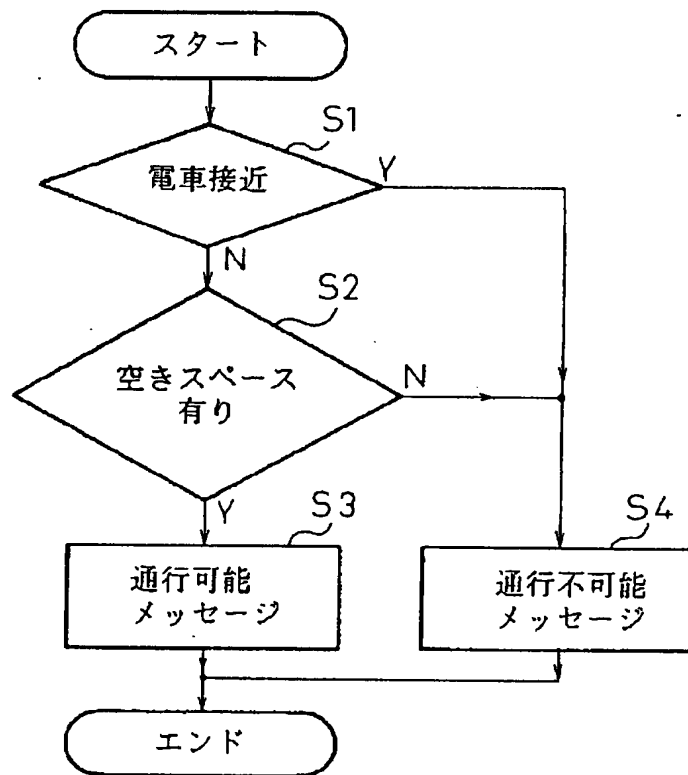 スタート
S1
電車接近
Y
N
S2
空きスペース
有り
N
Y
S3
通行可能
メッセージ
S4
通行不可能
メッセージ
エンド